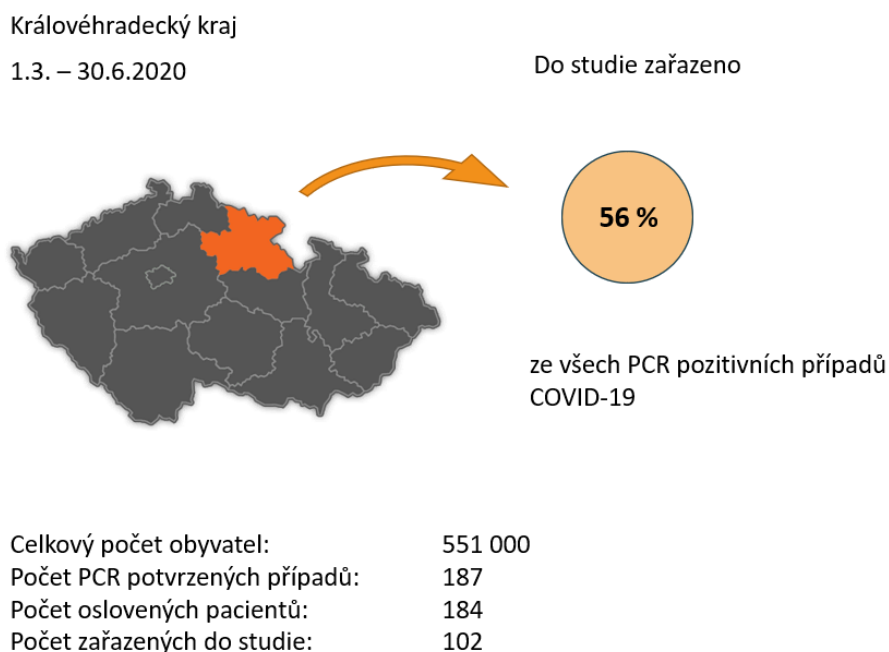 Královéhradecký kraj
1.3. – 30.6.2020
Do studie zařazeno
56 %
ze všech PCR pozitivních případů
COVID-19
Celkový počet obyvatel: 551 000
Počet PCR potvrzených případů: 187
Počet oslovených pacientů: 184
Počet zařazených do studie: 102